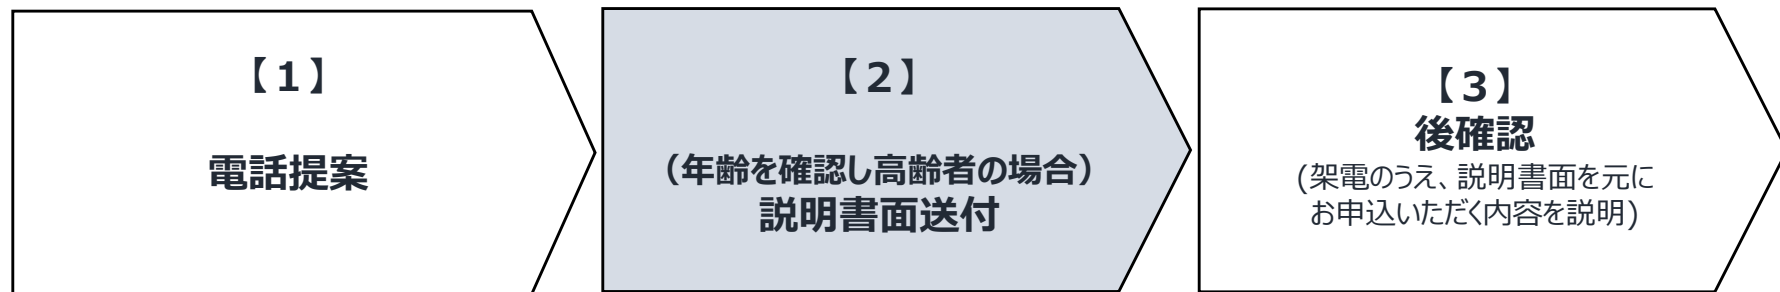 【1】
電話提案
【2】
（年齢を確認し高齢者の場合）
説明書面送付
【3】
後確認
(架電のうえ、説明書面を元に
お申込いただく内容を説明)